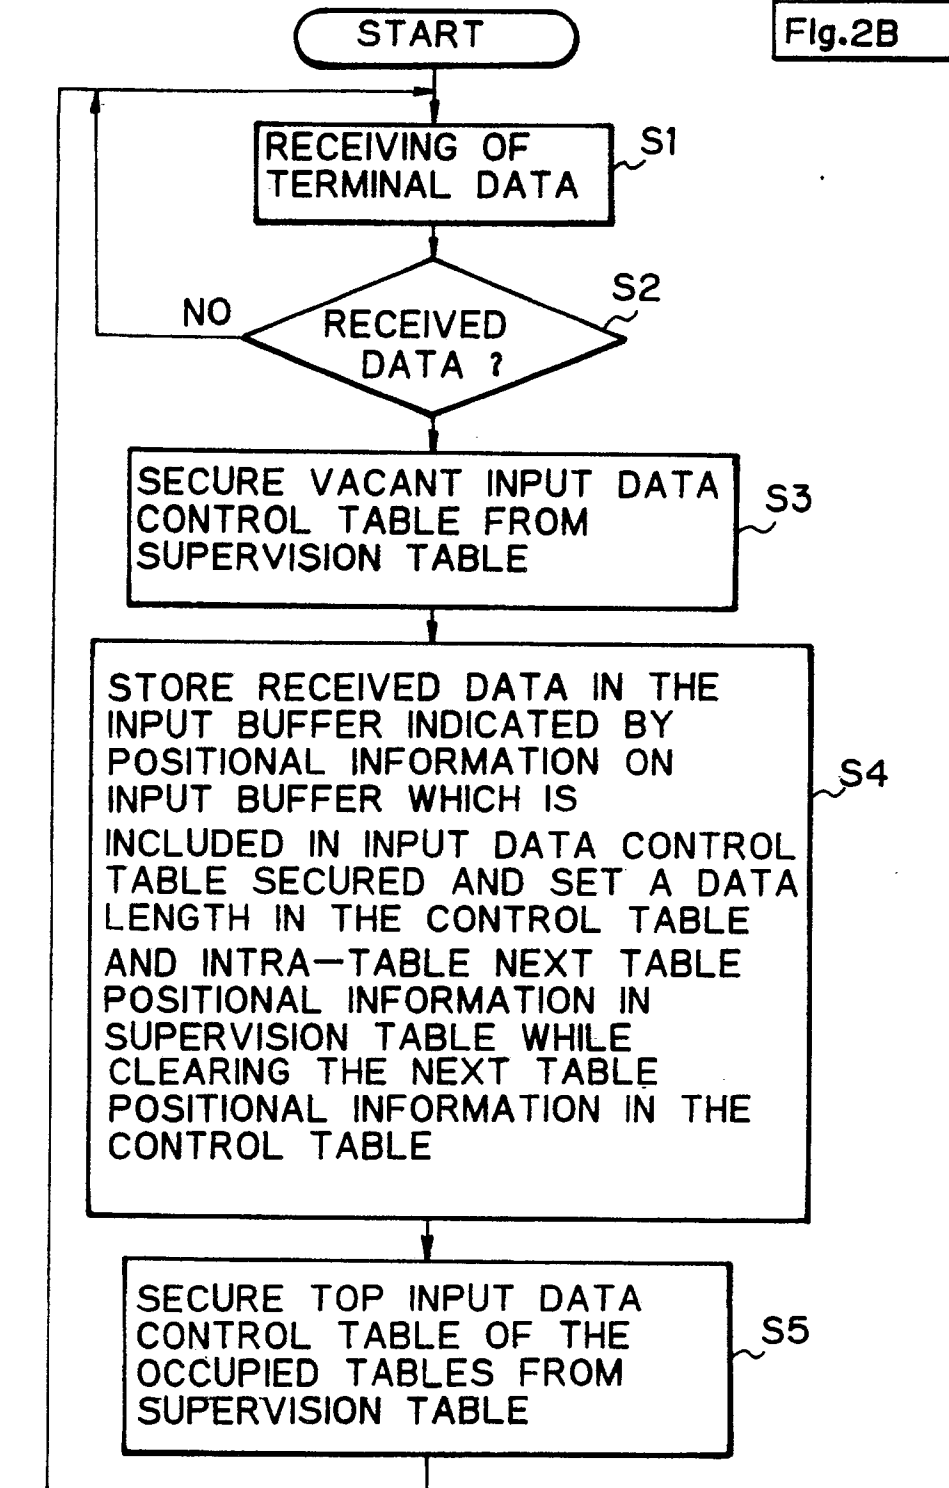 START
Fig.2B
RECEIVING OF
TERMINAL DATA
S1
S2
NO
RECEIVED
DATA ?
SECURE VACANT INPUT DATA
CONTROL TABLE FROM
SUPERVISION TABLE
S3
STORE RECEIVED DATA IN THE
INPUT BUFFER INDICATED BY
POSITIONAL INFORMATION ON
INPUT BUFFER WHICH IS
INCLUDED IN INPUT DATA CONTROL
TABLE SECURED AND SET A DATA
LENGTH IN THE CONTROL TABLE
AND INTRA-TABLE NEXT TABLE
POSITIONAL INFORMATION IN
SUPERVISION TABLE WHILE
CLEARING THE NEXT TABLE
POSITIONAL INFORMATION IN THE
CONTROL TABLE
S4
SECURE TOP INPUT DATA
CONTROL TABLE OF THE
OCCUPIED TABLES FROM
SUPERVISION TABLE
S5